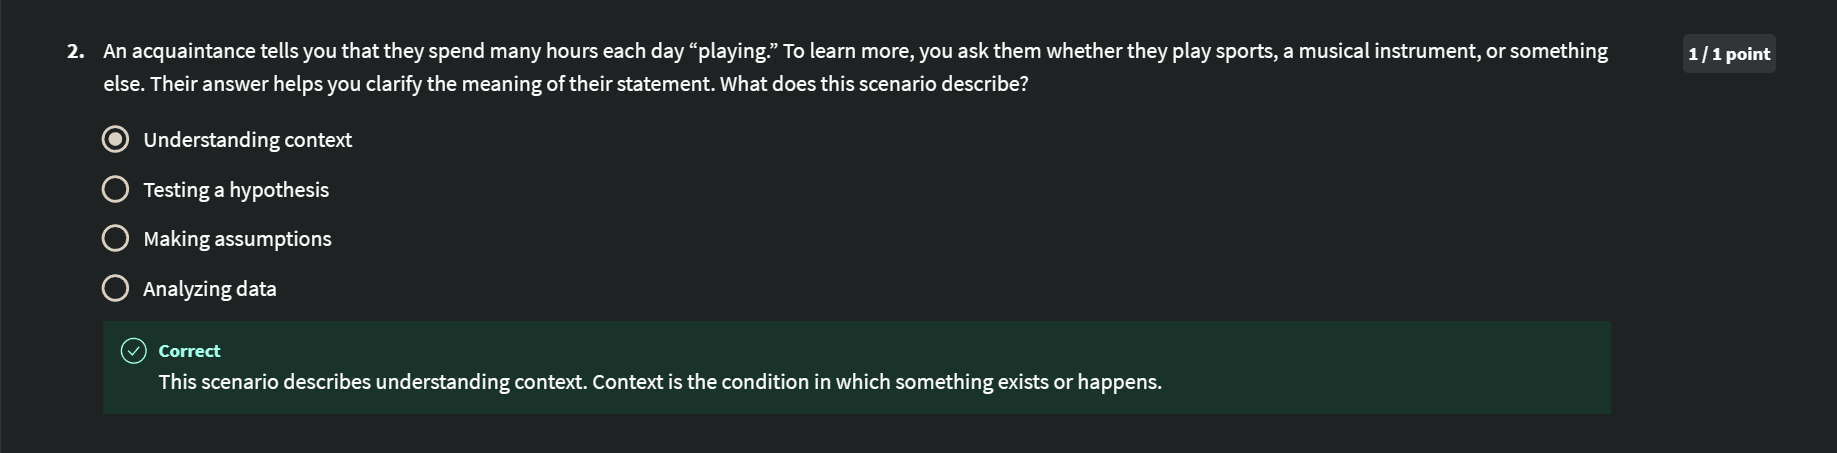 2. An acquaintance tells you that they spend many hours each day “playing.” To learn more, you ask them whether they play sports, a musical instrument, or something
1 / 1 point
else. Their answer helps you clarify the meaning of their statement. What does this scenario describe?
Understanding context
Testing a hypothesis
Making assumptions
Analyzing data
Correct
This scenario describes understanding context. Context is the condition in which something exists or happens.